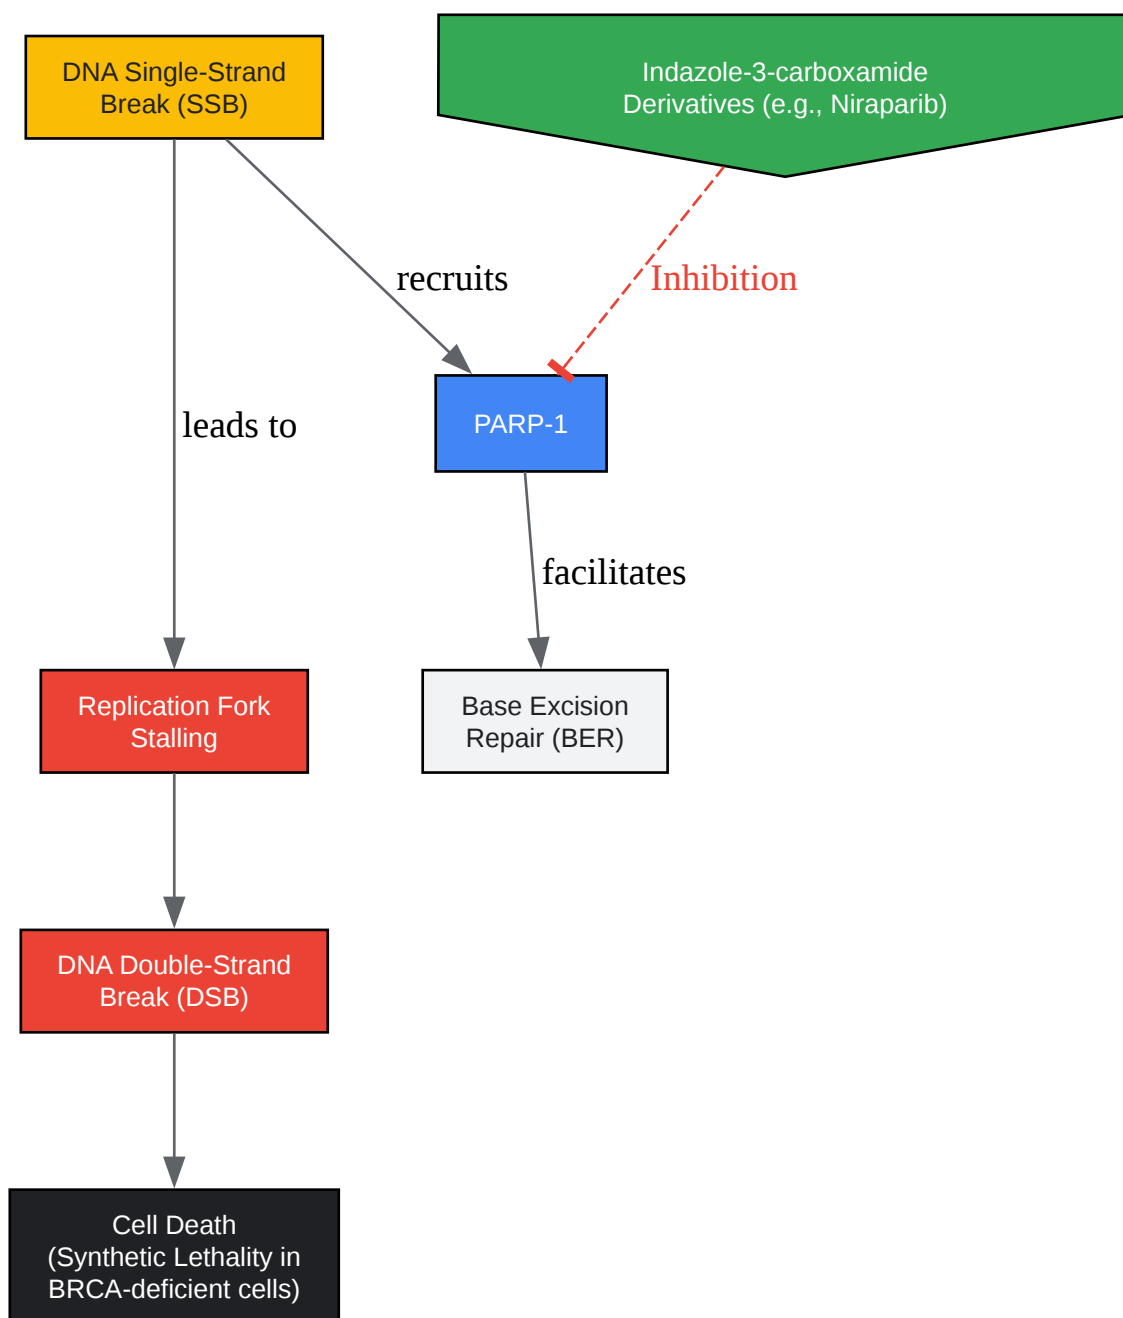 DNA Single-Strand
Break (SSB)
Indazole-3-carboxamide
Derivatives (e.g., Niraparib)
recruits
Inhibition
leads to
PARP-1
facilitates
Replication Fork
Stalling
Base Excision
Repair (BER)
DNA Double-Strand
Break (DSB)
Cell Death
(Synthetic Lethality in
BRCA-deficient cells)